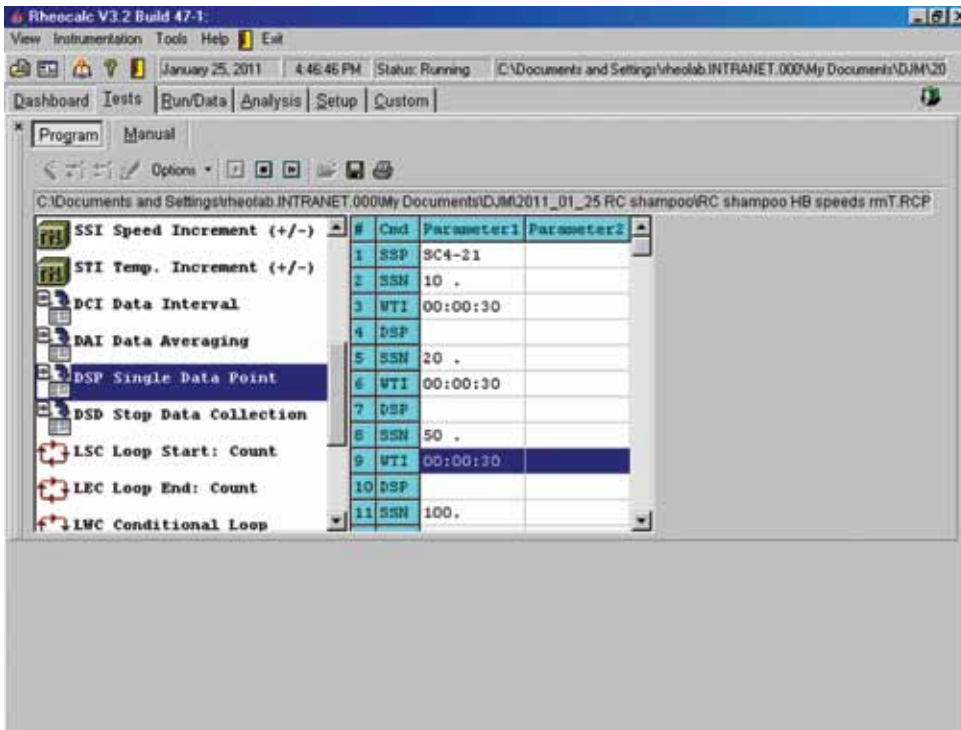 Rheocalc V3.2 Build 47-1:
View Instrumentation Tools Help Exit
January 25, 2011 4:46:46 PM Status: Running C:\Documents and Settings\rheolab.INTRANET.000\My Documents\DJM\20
Dashboard Tests Run/Data Analysis Setup Custom
Program Manual
Options
C:\Documents and Settings\rheolab.INTRANET.000\My Documents\DJM\2011_01_25 RC shampoo\RC shampoo HB speeds rmT.RCP
SSI Speed Increment (+/-)
STI Temp. Increment (+/-)
DCI Data Interval
DAI Data Averaging
DSP Single Data Point
DSD Stop Data Collection
LSC Loop Start: Count
LEC Loop End: Count
LWC Conditional Loop
# Cmd Parameter1 Parameter2
1 SSP SC4-21
2 SSN 10 .
3 WTI 00:00:30
4 DSP
5 SSN 20 .
6 WTI 00:00:30
7 DSP
8 SSN 50 .
9 WTI 00:00:30
10 DSP
11 SSN 100.